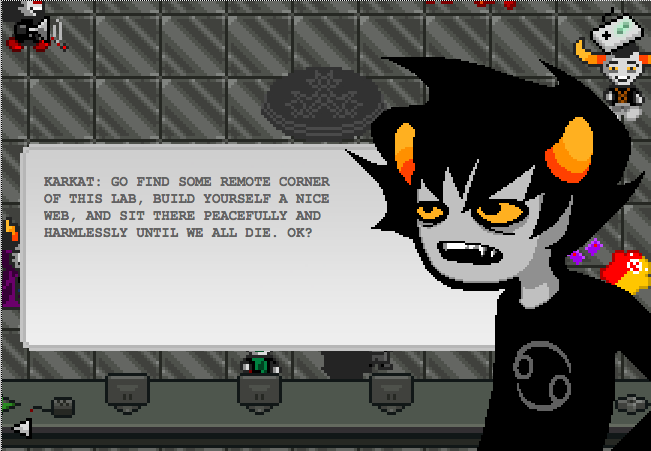 KARKAT: GO FIND SOME REMOTE CORNER
OF THIS LAB, BUILD YOURSELF A NICE
WEB, AND SIT THERE PEACEFULLY AND
HARMLESSLY UNTIL WE ALL DIE. OK?